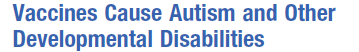 Vaccines Cause Autism and Other
Developmental Disabilities